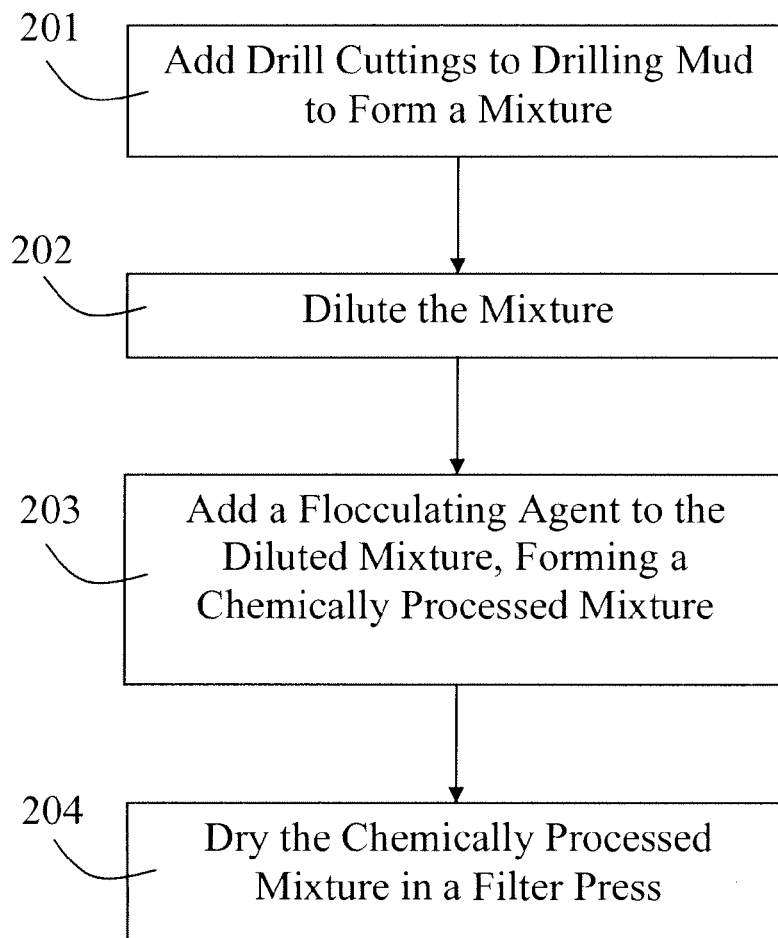 201
Add Drill Cuttings to Drilling Mud
to Form a Mixture
202
Dilute the Mixture
203
Add a Flocculating Agent to the
Diluted Mixture, Forming a
Chemically Processed Mixture
204
Dry the Chemically Processed
Mixture in a Filter Press